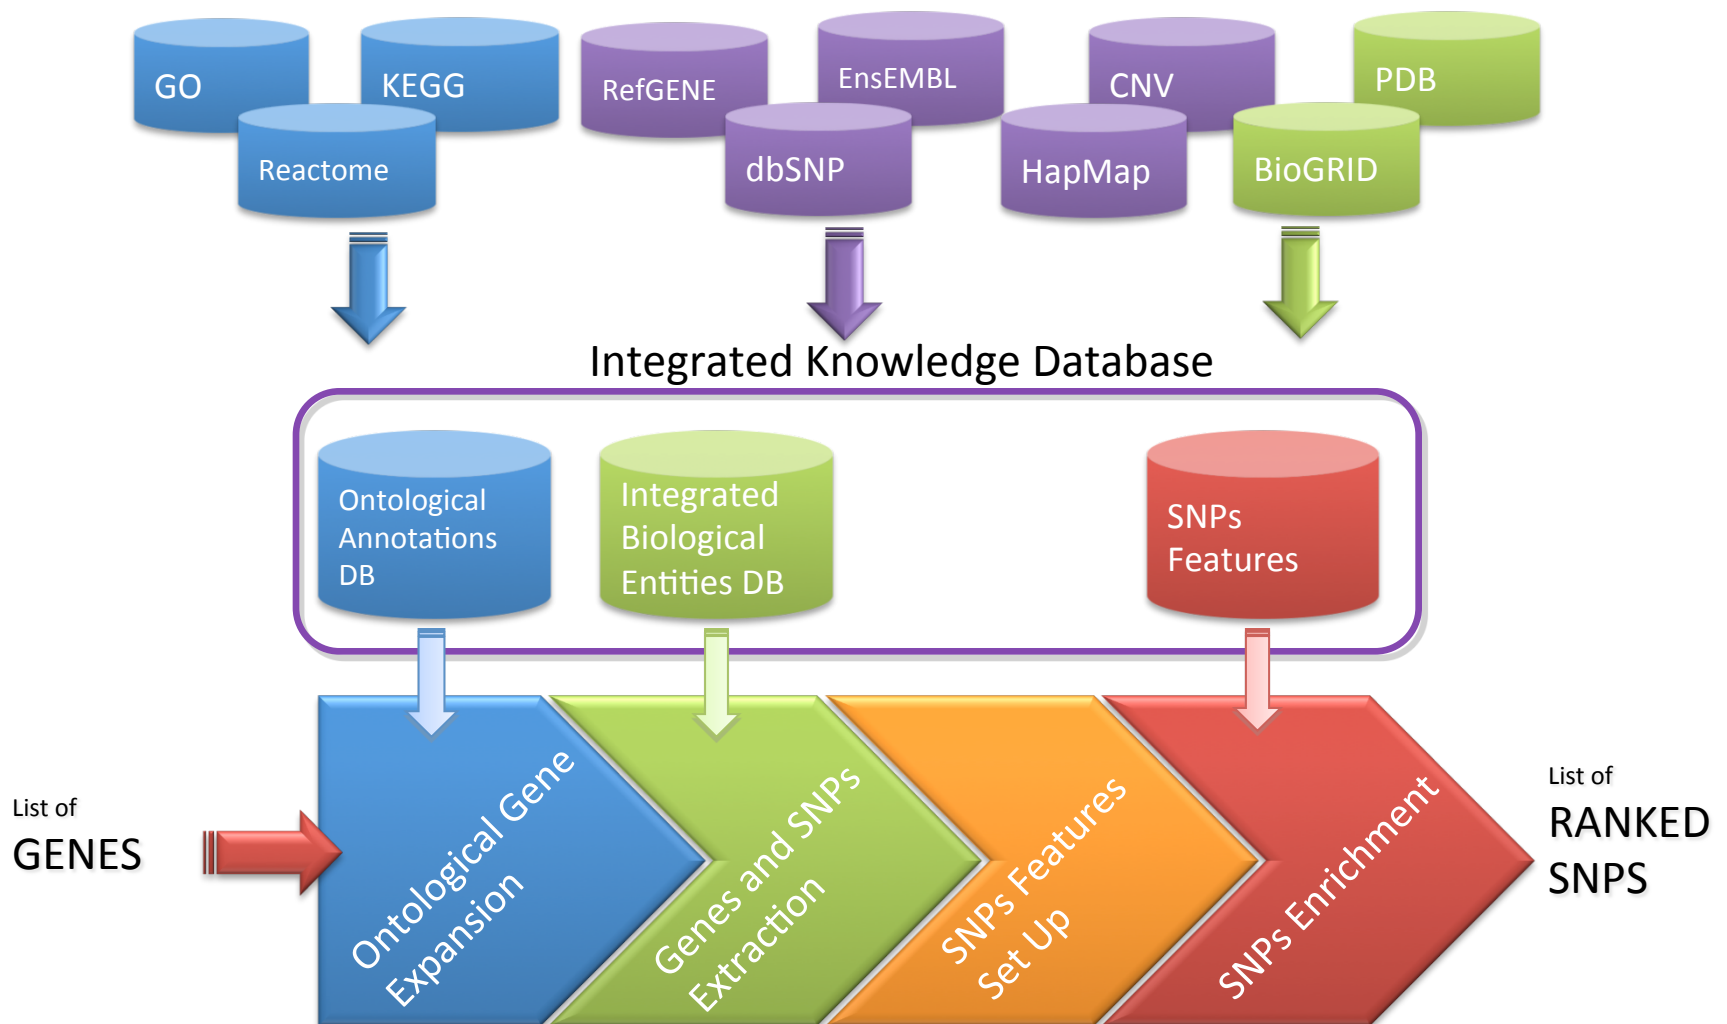 GO
KEGG
Reactome
RefGENE
EnsEMBL
dbSNP
CNV
HapMap
PDB
BioGRID
Integrated Knowledge Database
Ontological
Annotations
DB
Integrated
Biological
Entities DB
SNPs
Features
List of
GENES
Ontological Gene
Expansion
Genes and SNPs
Extraction
SNPs Features
Set Up
SNPs Enrichment
List of
RANKED
SNPS